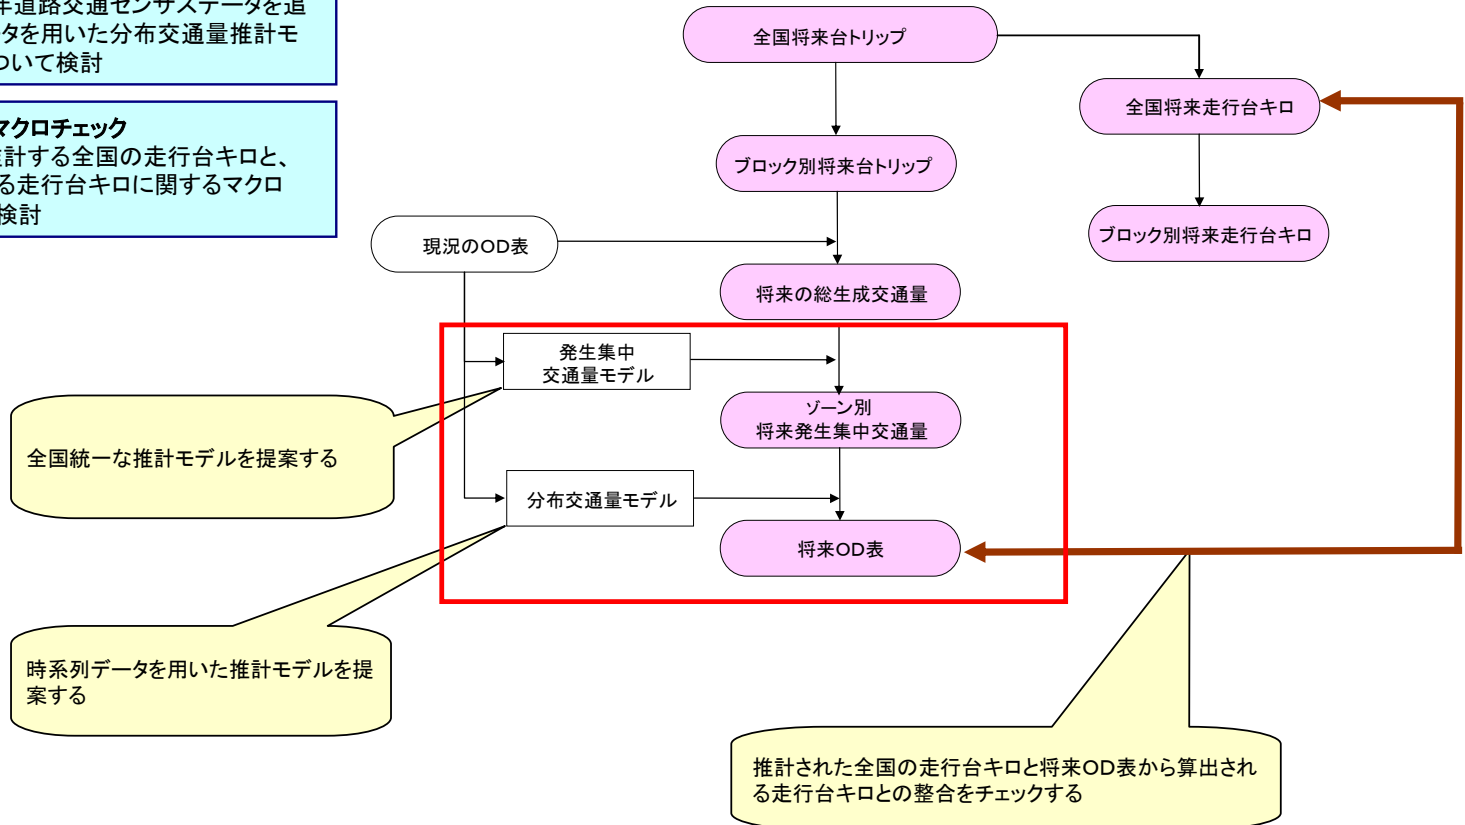 年道路交通センサスデータを追
タを用いた分布交通量推計モ
ついて検討
マクロチェック
計する全国の走行台キロと、
る走行台キロに関するマクロ
検討
全国将来台トリップ
全国将来走行台キロ
ブロック別将来台トリップ
ブロック別将来走行台キロ
現況のOD表
将来の総生成交通量
発生集中
交通量モデル
ゾーン別
将来発生集中交通量
全国統一な推計モデルを提案する
分布交通量モデル
将来OD表
時系列データを用いた推計モデルを提
案する
推計された全国の走行台キロと将来OD表から算出され
る走行台キロとの整合をチェックする